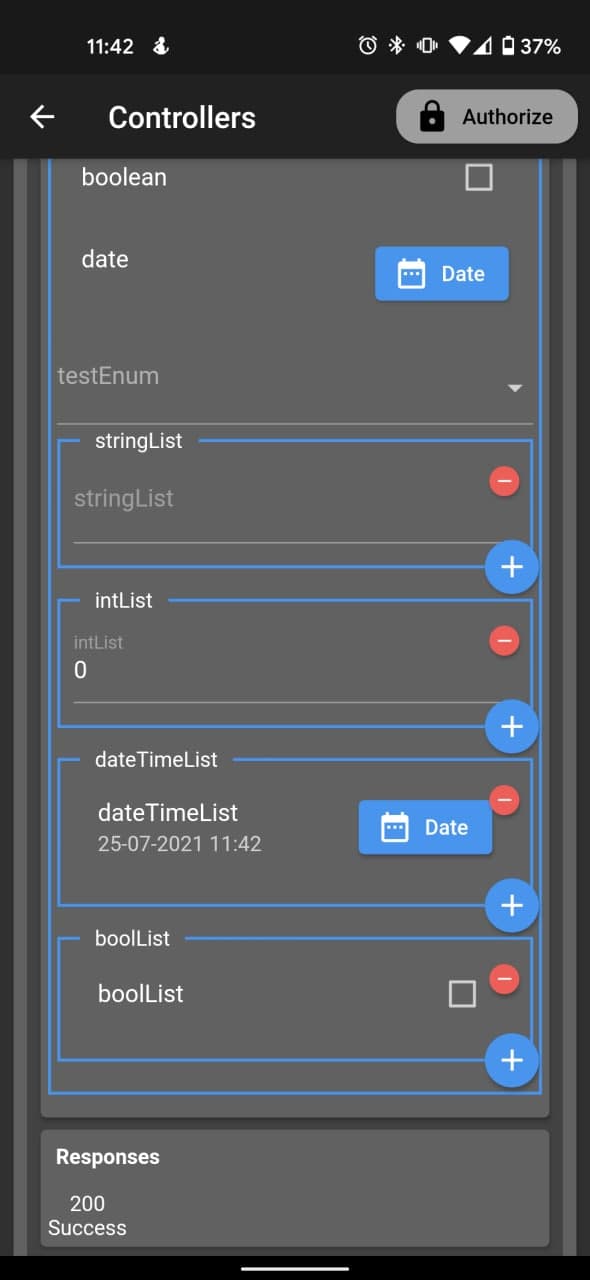 11:42 37%
Controllers Authorize
boolean
date Date
testEnum
stringList
stringList
intList
intList
0
dateTimeList
dateTimeList Date
25-07-2021 11:42
boolList
boolList
Responses
200
Success